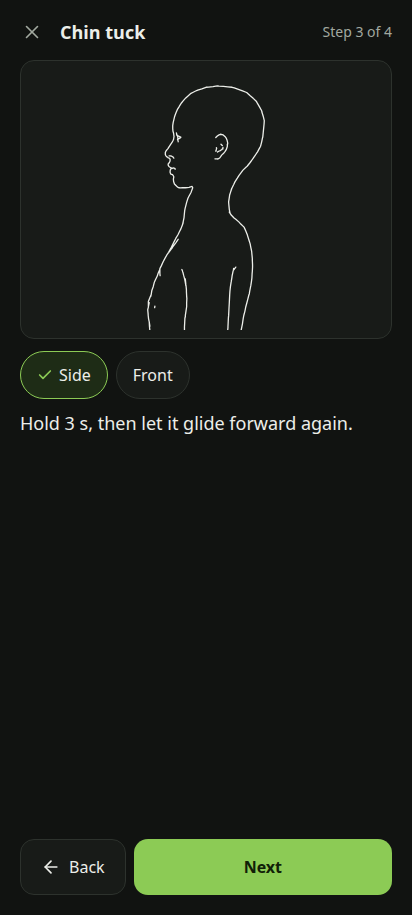 Chin tuck
Step 3 of 4
Side
Front
Hold 3 s, then let it glide forward again.
Back
Next